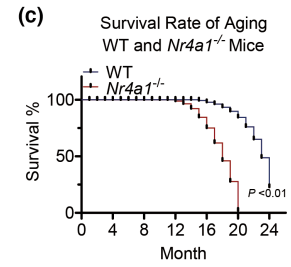 (c)
Survival Rate of Aging
WT and Nr4a1-/- Mice
WT
Nr4a1-/-
Survival %
100
50
0
P <0.01
0 4 8 12 16 20 24
Month